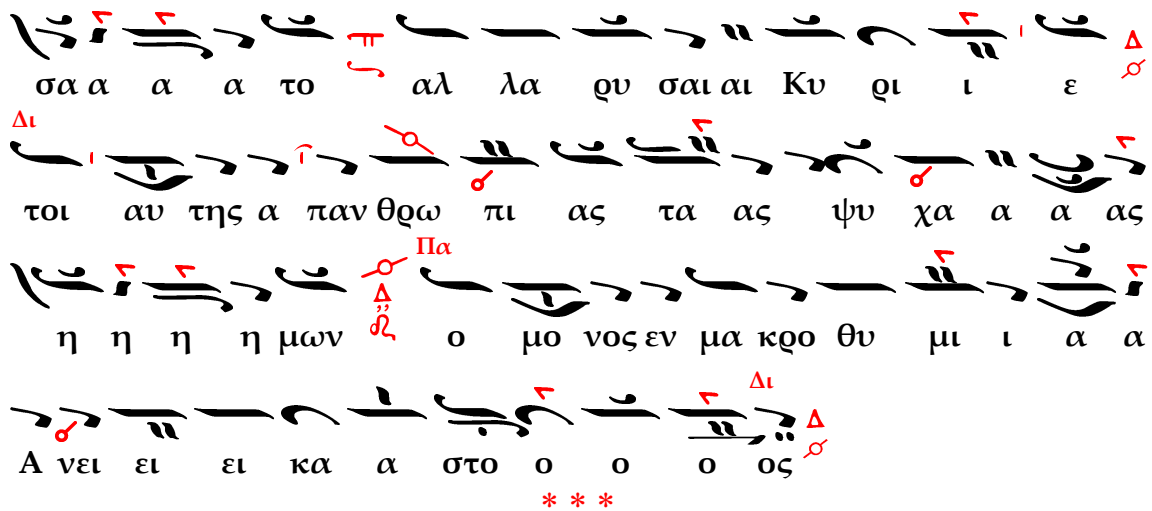 σα α α α το αλ λα ρυ σαι αι Κυ ρι ι ε Δ
Δι
τοι αυ της α παν θρω πι ας τα ας ψυ χα α α ας
Πα
η η η η μων Δ ο μο νος εν μα κρο θυ μι ι α α
Δι
Α νει ει ει κα α στο ο ο ο ος Δ
* * *